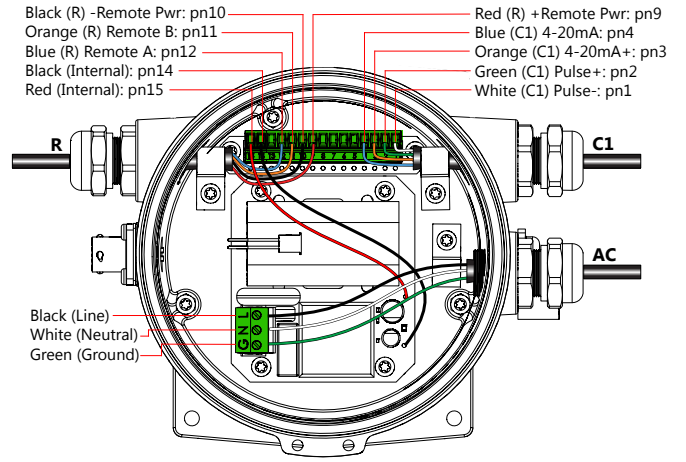 Black (R) -Remote Pwr: pn10
Orange (R) Remote B: pn11
Blue (R) Remote A: pn12
Black (Internal): pn14
Red (Internal): pn15
Red (R) +Remote Pwr: pn9
Blue (C1) 4-20mA: pn4
Orange (C1) 4-20mA+: pn3
Green (C1) Pulse+: pn2
White (C1) Pulse-: pn1
R
C1
AC
Black (Line)
White (Neutral)
Green (Ground)
L
N
G